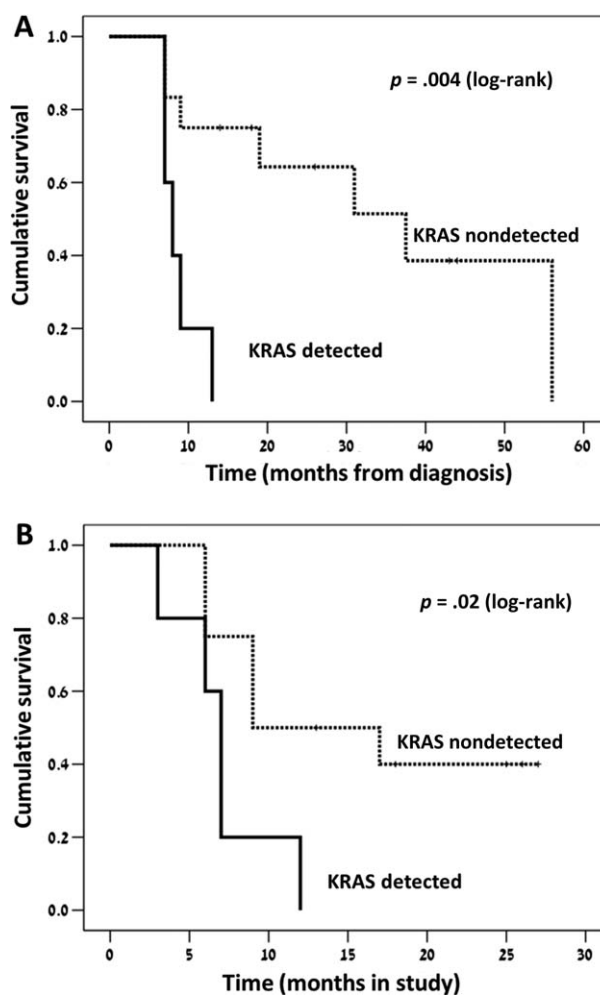 A
1.0
p = .004 (log-rank)
0.8
0.6
KRAS nondetected
0.4
KRAS detected
0.2
0.0
Cumulative survival
0 10 20 30 40 50 60
Time (months from diagnosis)
B
1.0
p = .02 (log-rank)
0.8
0.6
KRAS nondetected
0.4
0.2
KRAS detected
0.0
Cumulative survival
0 5 10 15 20 25 30
Time (months in study)